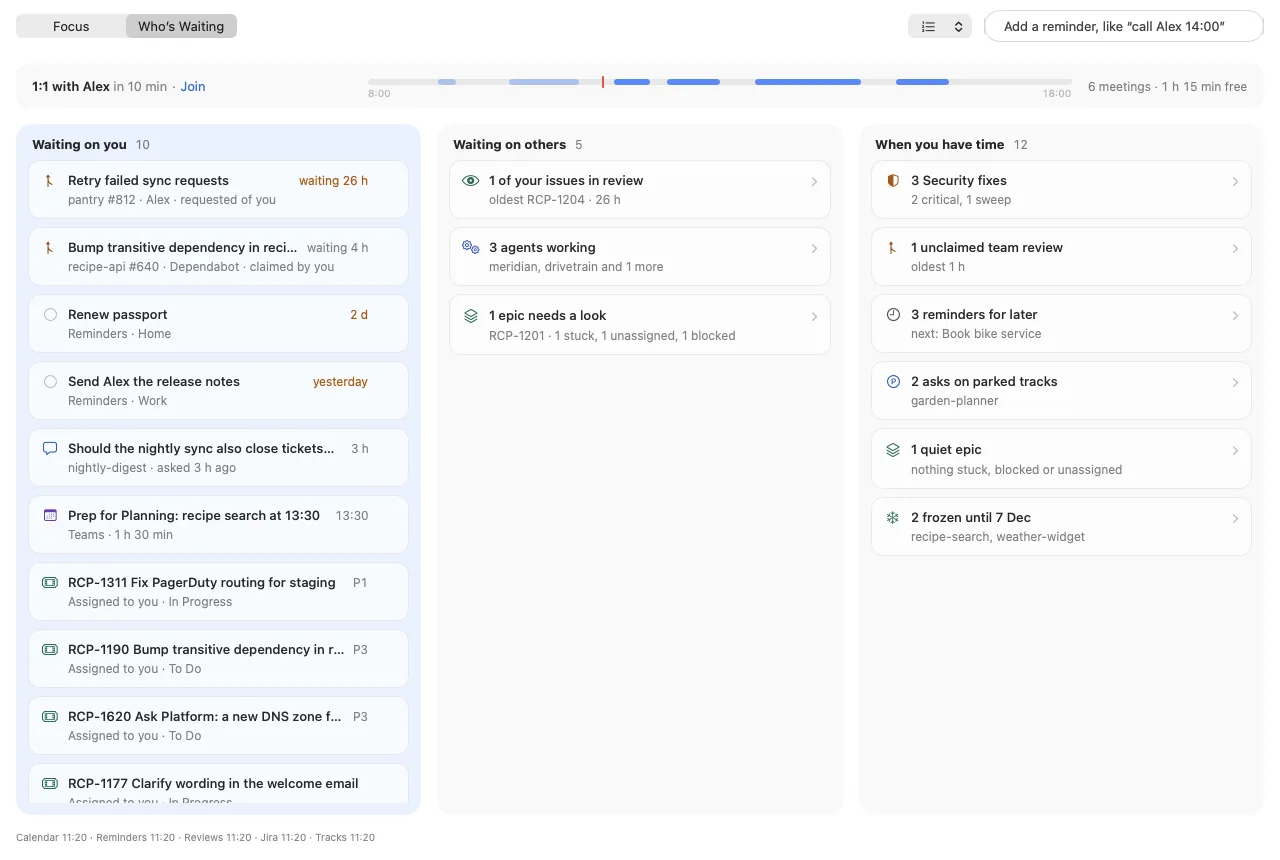 Focus
Who's Waiting
Add a reminder, like “call Alex 14:00”
1:1 with Alex in 10 min · Join
8:00
18:00
6 meetings · 1 h 15 min free
Waiting on you 10
Retry failed sync requests waiting 26 h
pantry #812 · Alex · requested of you
Bump transitive dependency in reci... waiting 4 h
recipe-api #640 · Dependabot · claimed by you
Renew passport 2 d
Reminders · Home
Send Alex the release notes yesterday
Reminders · Work
Should the nightly sync also close tickets... 3 h
nightly-digest · asked 3 h ago
Prep for Planning: recipe search at 13:30 13:30
Teams · 1 h 30 min
RCP-1311 Fix PagerDuty routing for staging P1
Assigned to you · In Progress
RCP-1190 Bump transitive dependency in r... P3
Assigned to you · To Do
RCP-1620 Ask Platform: a new DNS zone f... P3
Assigned to you · To Do
RCP-1177 Clarify wording in the welcome email
Assigned to you · In Progress
Waiting on others 5
1 of your issues in review
oldest RCP-1204 · 26 h
3 agents working
meridian, drivetrain and 1 more
1 epic needs a look
RCP-1201 · 1 stuck, 1 unassigned, 1 blocked
When you have time 12
3 Security fixes
2 critical, 1 sweep
1 unclaimed team review
oldest 1 h
3 reminders for later
next: Book bike service
P
2 asks on parked tracks
garden-planner
1 quiet epic
nothing stuck, blocked or unassigned
2 frozen until 7 Dec
recipe-search, weather-widget
Calendar 11:20 · Reminders 11:20 · Reviews 11:20 · Jira 11:20 · Tracks 11:20